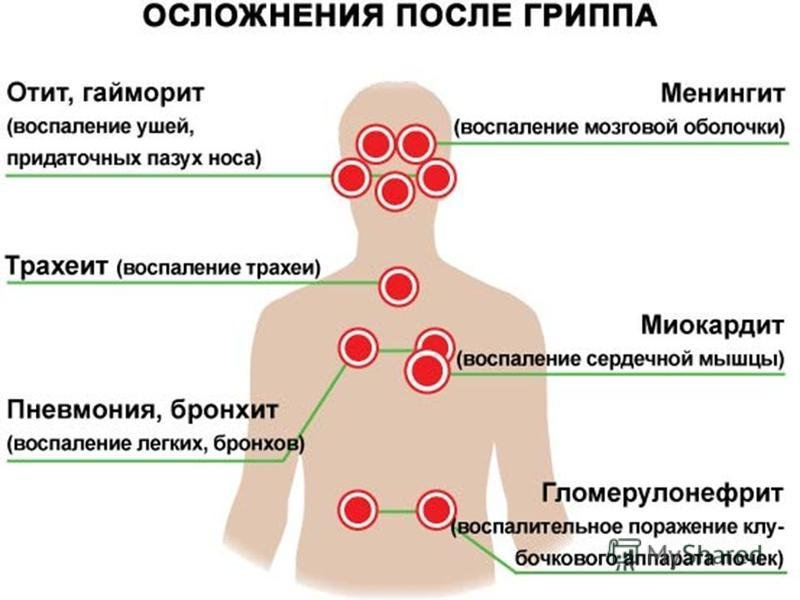 ОСЛОЖНЕНИЯ ПОСЛЕ ГРИППА
Отит, гайморит
(воспаление ушей,
придаточных пазух носа)
Менингит
(воспаление мозговой оболочки)
Трахеит (воспаление трахеи)
Миокардит
(воспаление сердечной мышцы)
Пневмония, бронхит
(воспаление легких, бронхов)
Гломерулонефрит
(воспалительное поражение клу-
бочкового аппарата почек)
MyShared